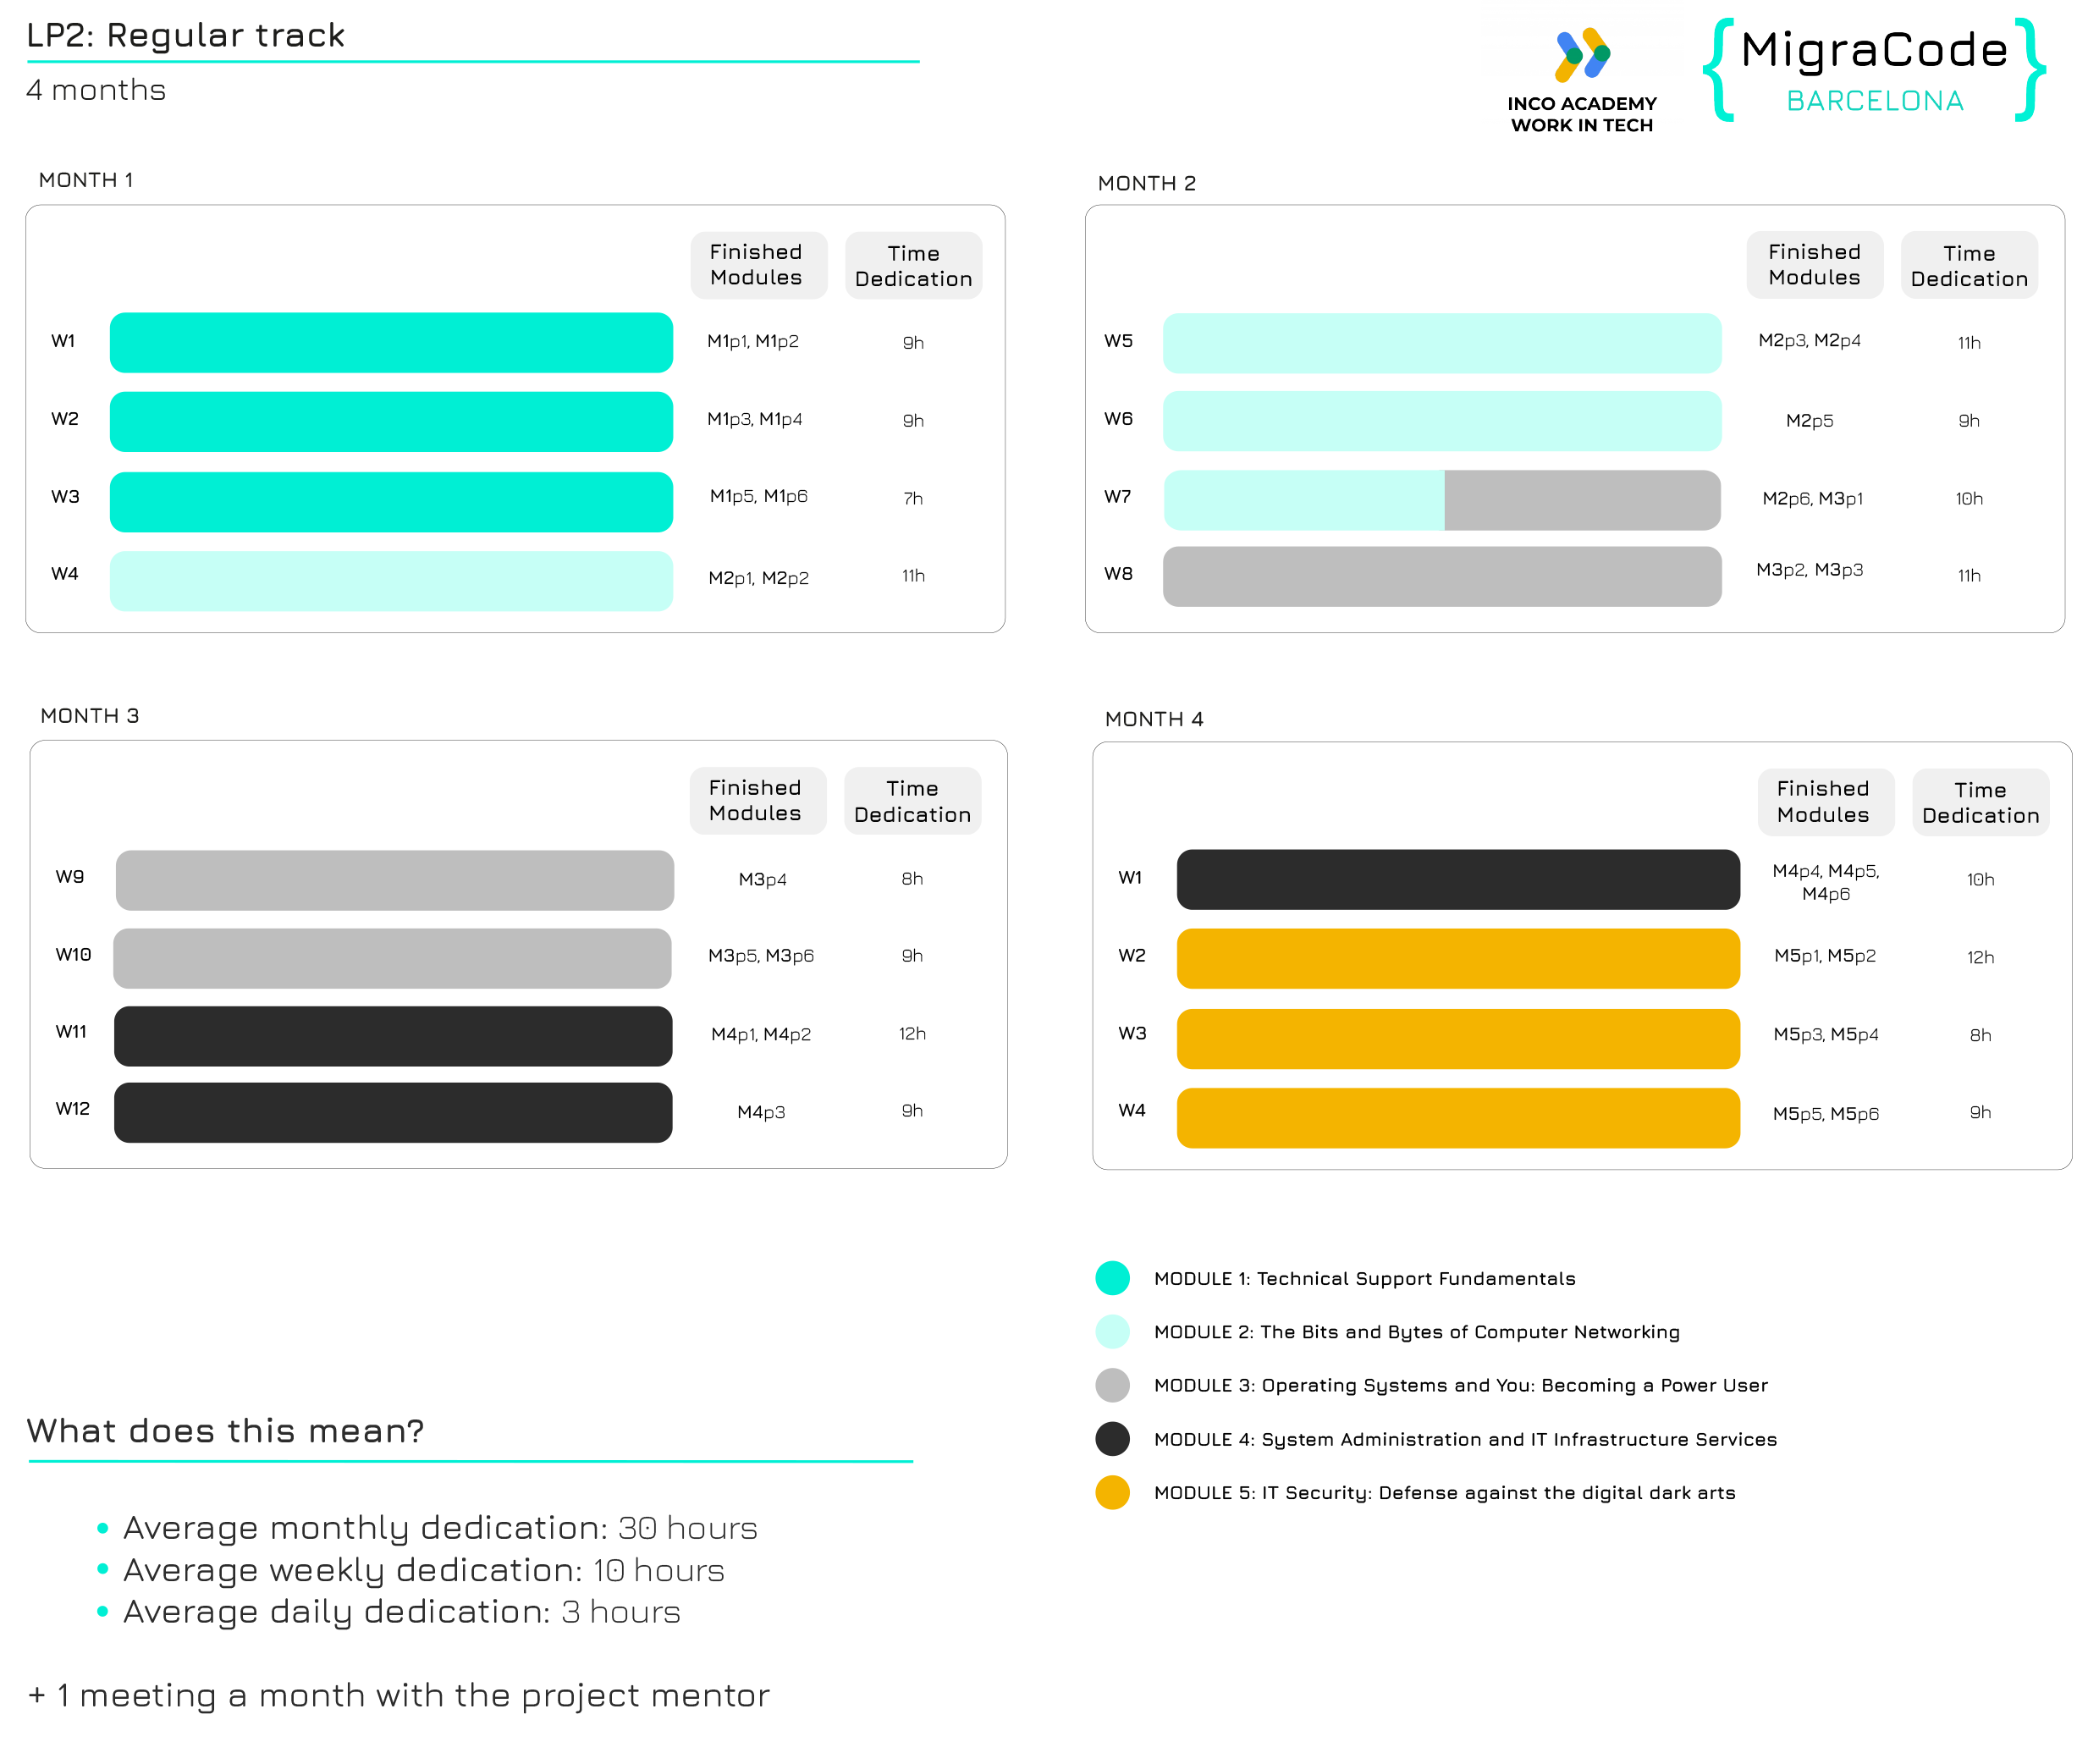 LP2: Regular track
4 months
INCO ACADEMY
WORK IN TECH
{MigraCode}
BARCELONA
MONTH 1
Finished
Modules
Time
Dedication
W1 M1p1, M1p2 9h
W2 M1p3, M1p4 9h
W3 M1p5, M1p6 7h
W4 M2p1, M2p2 11h
MONTH 2
Finished
Modules
Time
Dedication
W5 M2p3, M2p4 11h
W6 M2p5 9h
W7 M2p6, M3p1 10h
W8 M3p2, M3p3 11h
MONTH 3
Finished
Modules
Time
Dedication
W9 M3p4 8h
W10 M3p5, M3p6 9h
W11 M4p1, M4p2 12h
W12 M4p3 9h
MONTH 4
Finished
Modules
Time
Dedication
W1 M4p4, M4p5,
M4p6 10h
W2 M5p1, M5p2 12h
W3 M5p3, M5p4 8h
W4 M5p5, M5p6 9h
MODULE 1: Technical Support Fundamentals
MODULE 2: The Bits and Bytes of Computer Networking
MODULE 3: Operating Systems and You: Becoming a Power User
MODULE 4: System Administration and IT Infrastructure Services
MODULE 5: IT Security: Defense against the digital dark arts
What does this mean?
• Average monthly dedication: 30 hours
• Average weekly dedication: 10 hours
• Average daily dedication: 3 hours
+ 1 meeting a month with the project mentor